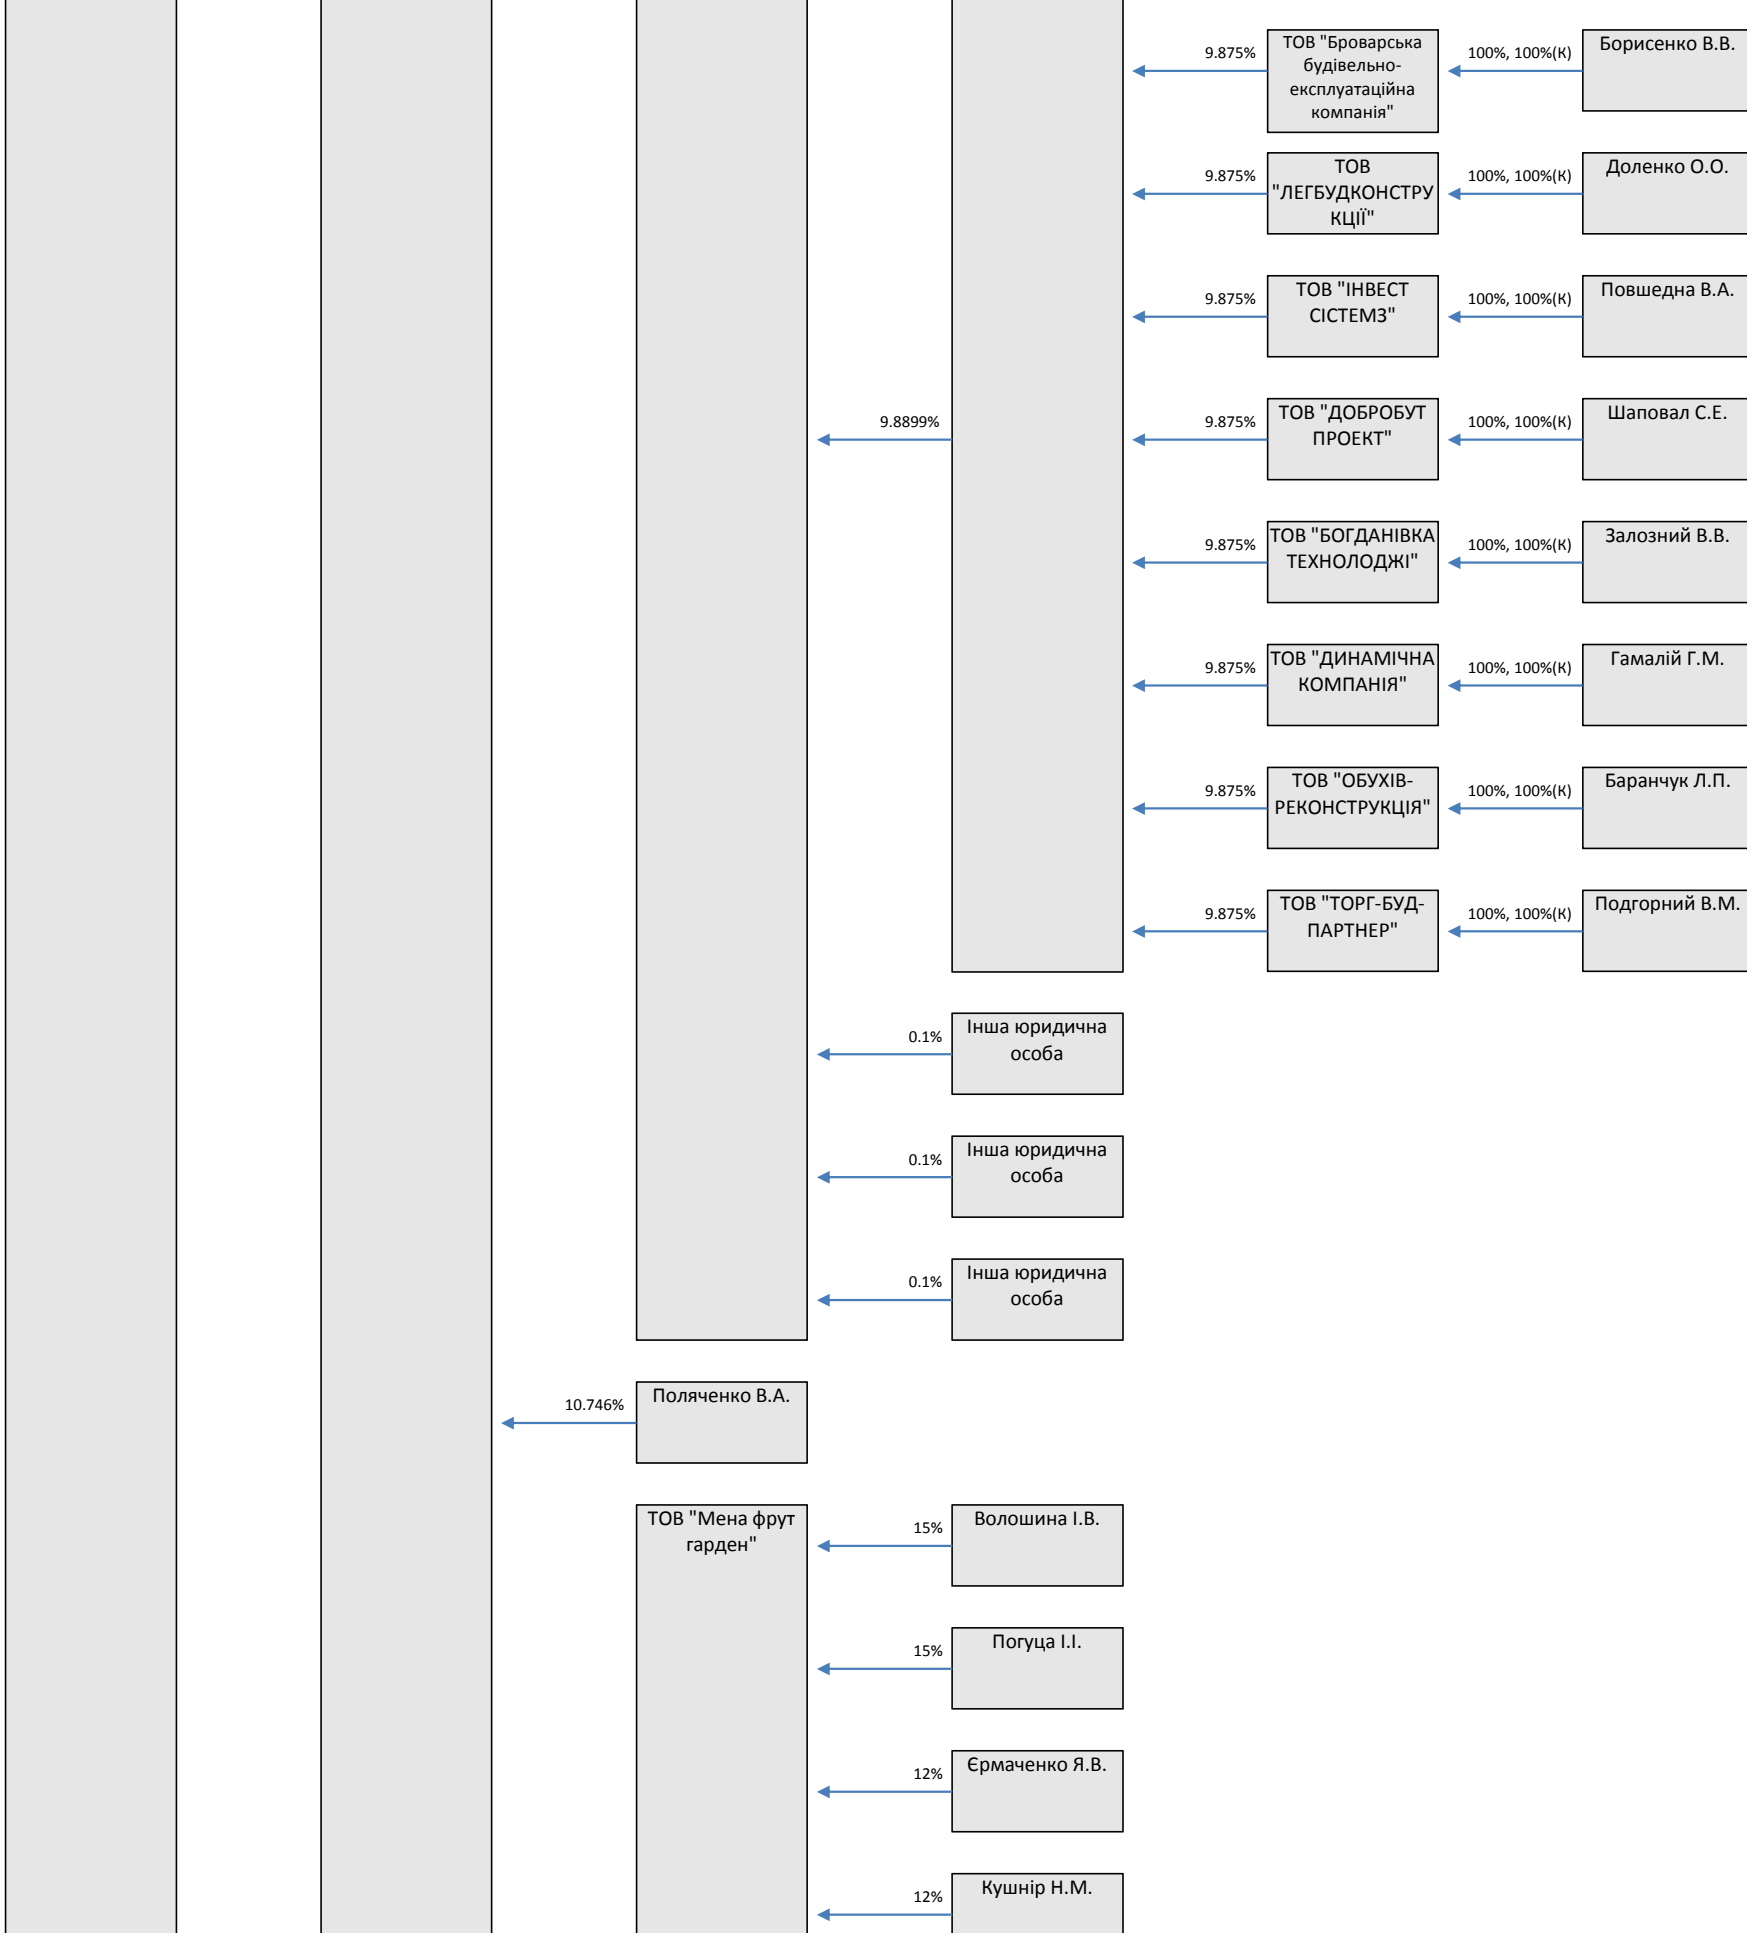 9.875%
ТОВ "Броварська
будівельно-
експлуатаційна
компанія"
100%, 100%(К)
Борисенко В.В.
9.875%
ТОВ
"ЛЕГБУДКОНСТРУ
КЦІЇ"
100%, 100%(К)
Доленко О.О.
9.875%
ТОВ "ІНВЕСТ
СІСТЕМЗ"
100%, 100%(К)
Повшедна В.А.
9.8899%
9.875%
ТОВ "ДОБРОБУТ
ПРОЕКТ"
100%, 100%(К)
Шаповал С.Е.
9.875%
ТОВ "БОГДАНІВКА
ТЕХНОЛОДЖІ"
100%, 100%(К)
Залозний В.В.
9.875%
ТОВ "ДИНАМІЧНА
КОМПАНІЯ"
100%, 100%(К)
Гамалій Г.М.
9.875%
ТОВ "ОБУХІВ-
РЕКОНСТРУКЦІЯ"
100%, 100%(К)
Баранчук Л.П.
9.875%
ТОВ "ТОРГ-БУД-
ПАРТНЕР"
100%, 100%(К)
Подгорний В.М.
0.1%
Інша юридична
особа
0.1%
Інша юридична
особа
0.1%
Інша юридична
особа
10.746%
Поляченко В.А.
ТОВ "Мена фрут
гарден"
15%
Волошина І.В.
15%
Погуца І.І.
12%
Єрмаченко Я.В.
12%
Кушнір Н.М.